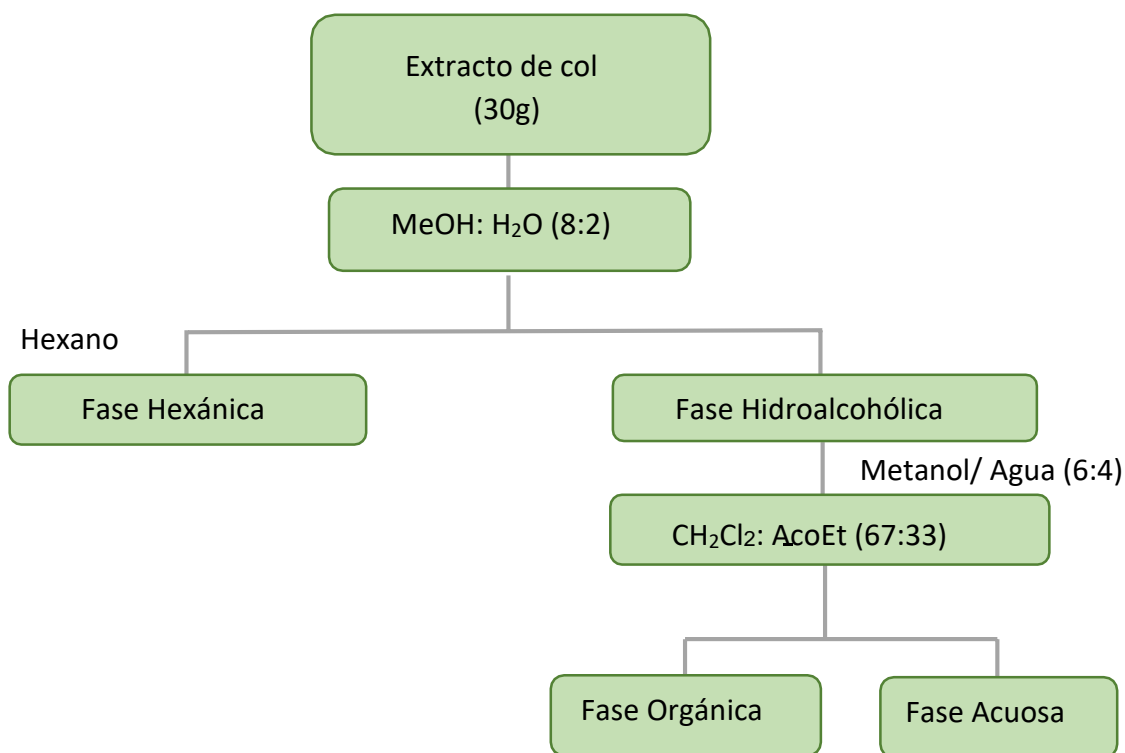 Extracto de col
(30g)
MeOH: H₂O (8:2)
Hexano
Fase Hexánica
Fase Hidroalcohólica
Metanol/ Agua (6:4)
CH₂Cl₂: AcoEt (67:33)
Fase Orgánica
Fase Acuosa